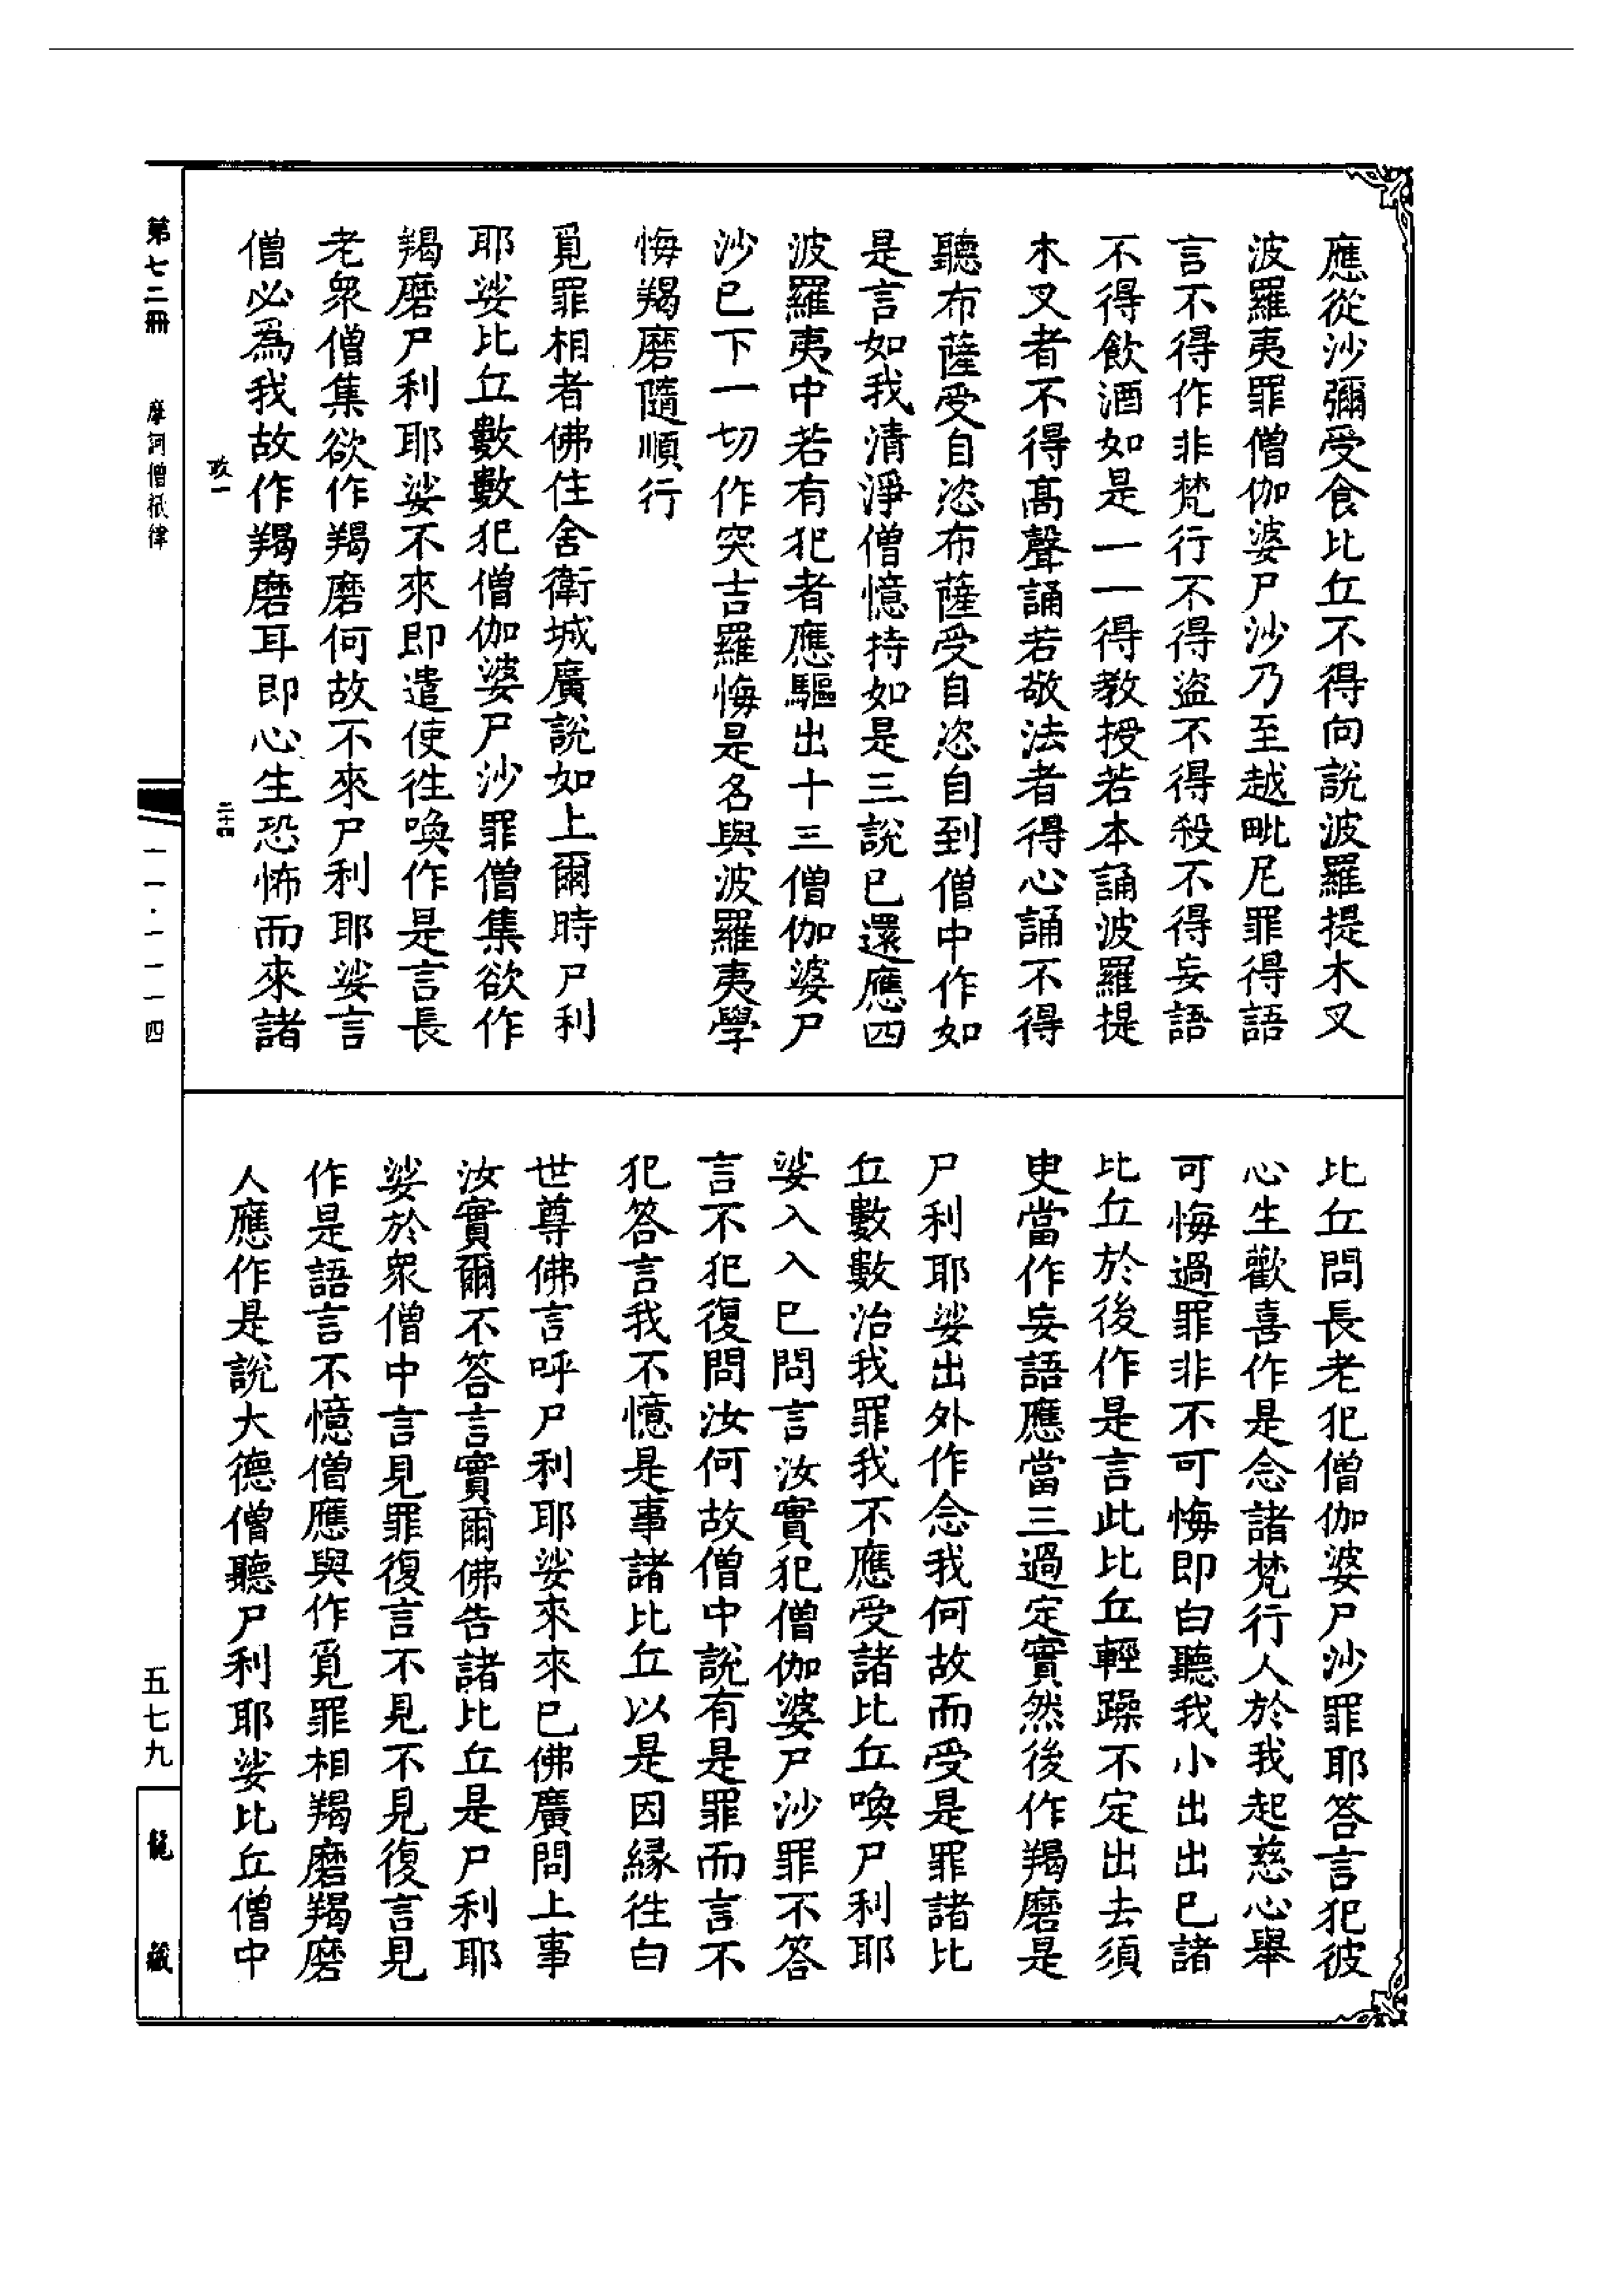 應從沙彌受食比丘不得向說波羅提木叉
波羅夷罪僧伽婆尸沙乃至越毗尼罪得語
言不得作非梵行不得盜不得殺不得妄語
不得飲酒如是一一得教授若本誦波羅提
木叉者不得高聲誦若敬法者得心誦不得
聽布薩受自恣布薩受自恣自到僧中作如
是言如我清淨僧憶持如是三說已還應四
波羅夷中若有犯者應驅出十三僧伽婆尸
沙已下一切作突吉羅悔是名與波羅夷學
悔羯磨隨順行
覓罪相者佛住舍衛城廣說如上爾時尸利
耶娑比丘數數犯僧伽婆尸沙罪僧集欲作
羯磨尸利耶娑不來即遣使徃喚作是言長
老衆僧集欲作羯磨何故不來尸利耶娑言
僧必為我故作羯磨耳即心生恐怖而來諸
比丘問長老犯僧伽婆尸沙罪耶答言犯彼
心生歡喜作是念諸梵行人於我起慈心舉
可悔過罪非不可悔即白聽我小出出已諸
比丘於後作是言此比丘輕躁不定出去須
臾當作妄語應當三過定實然後作羯磨是
尸利耶娑出外作念我何故而受是罪諸比
丘數數治我罪我不應受諸比丘喚尸利耶
娑入入已問言汝實犯僧伽婆尸沙罪不答
言不犯復問汝何故僧中說有是罪而言不
犯答言我不憶是事諸比丘以是因緣徃白
世尊佛言呼尸利耶娑來來已佛廣問上事
汝實爾不答言實爾佛告諸比丘是尸利耶
娑於衆僧中言見罪復言不見不見復言見
作是語言不憶僧應與作覓罪相羯磨羯磨
人應作是說大德僧聽尸利耶娑比丘僧中
第七二冊 摩訶僧祇律 一一·一一一四
五七九 龍藏
政一 二十四